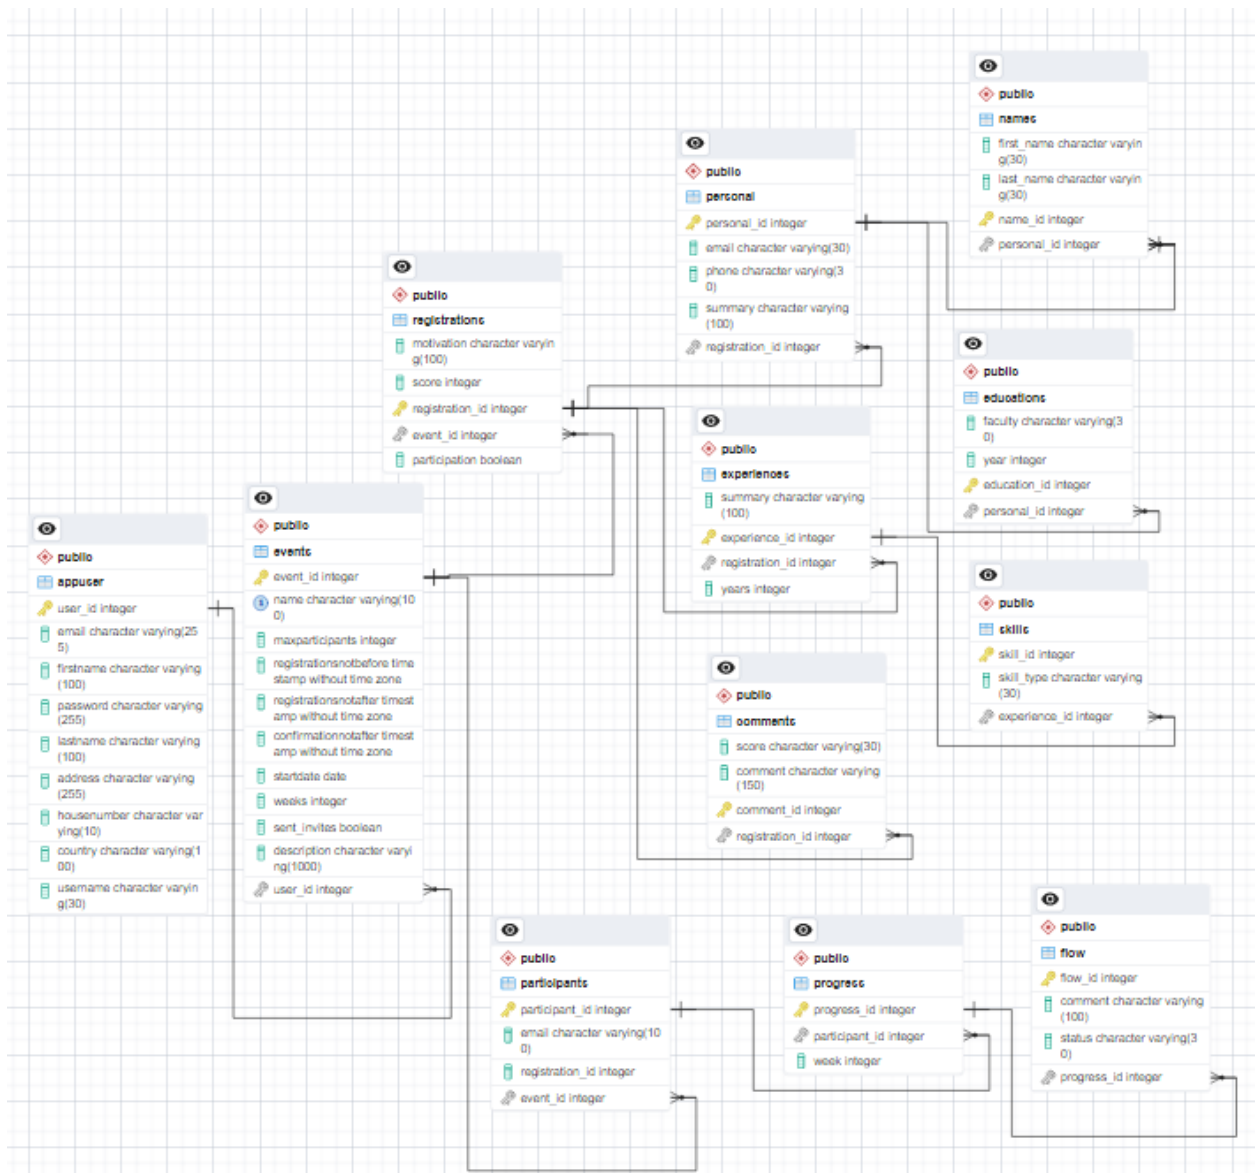 public
names
first_name character varyin
g(30)
last_name character varyin
g(30)
name_id integer
personal_id integer
public
personal
personal_id integer
email character varying(30)
phone character varying(3
0)
summary character varying
(100)
registration_id integer
public
registrations
motivation character varyin
g(100)
score integer
registration_id integer
event_id integer
participation boolean
public
educations
faculty character varying(3
0)
year integer
education_id integer
personal_id integer
public
experiences
summary character varying
(100)
experience_id integer
registration_id integer
years integer
public
appuser
user_id integer
email character varying(25
5)
firstname character varying
(100)
password character varying
(255)
lastname character varying
(100)
address character varying
(255)
housenumber character var
ying(10)
country character varying(1
00)
username character varyin
g(30)
public
events
event_id integer
name character varying(10
0)
maxparticipants integer
registrationsnotbefore time
stamp without time zone
registrationsnotafter timest
amp without time zone
confirmationnotafter timest
amp without time zone
startdate date
weeks integer
sent_invites boolean
description character varyi
ng(1000)
user_id integer
public
skills
skill_id integer
skill_type character varying
(30)
experience_id integer
public
comments
score character varying(30)
comment character varying
(150)
comment_id integer
registration_id integer
public
participants
participant_id integer
email character varying(10
0)
registration_id integer
event_id integer
public
progress
progress_id integer
participant_id integer
week integer
public
flow
flow_id integer
comment character varying
(100)
status character varying(3
0)
progress_id integer